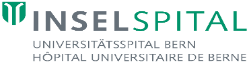 INSELSPITAL
UNIVERSITÄTSSPITAL BERN
HÔPITAL UNIVERSITAIRE DE BERNE